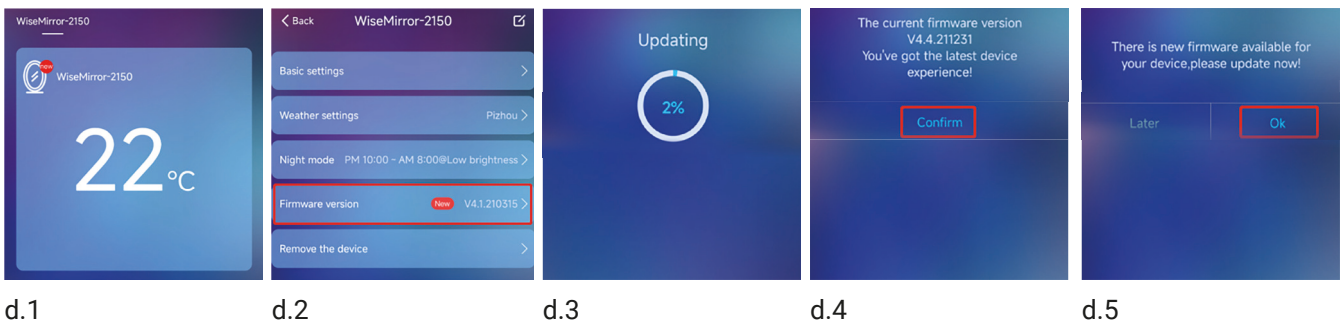 WiseMirror-2150
new
WiseMirror-2150
22°C
d.1
Back WiseMirror-2150
Basic settings
Weather settings Pizhou
Night mode PM 10:00 ~ AM 8:00@Low brightness
Firmware version New V4.1.210315
Remove the device
d.2
Updating
2%
d.3
The current firmware version
V4.4.211231
You've got the latest device
experience!
Confirm
d.4
There is new firmware available for
your device,please update now!
Later Ok
d.5